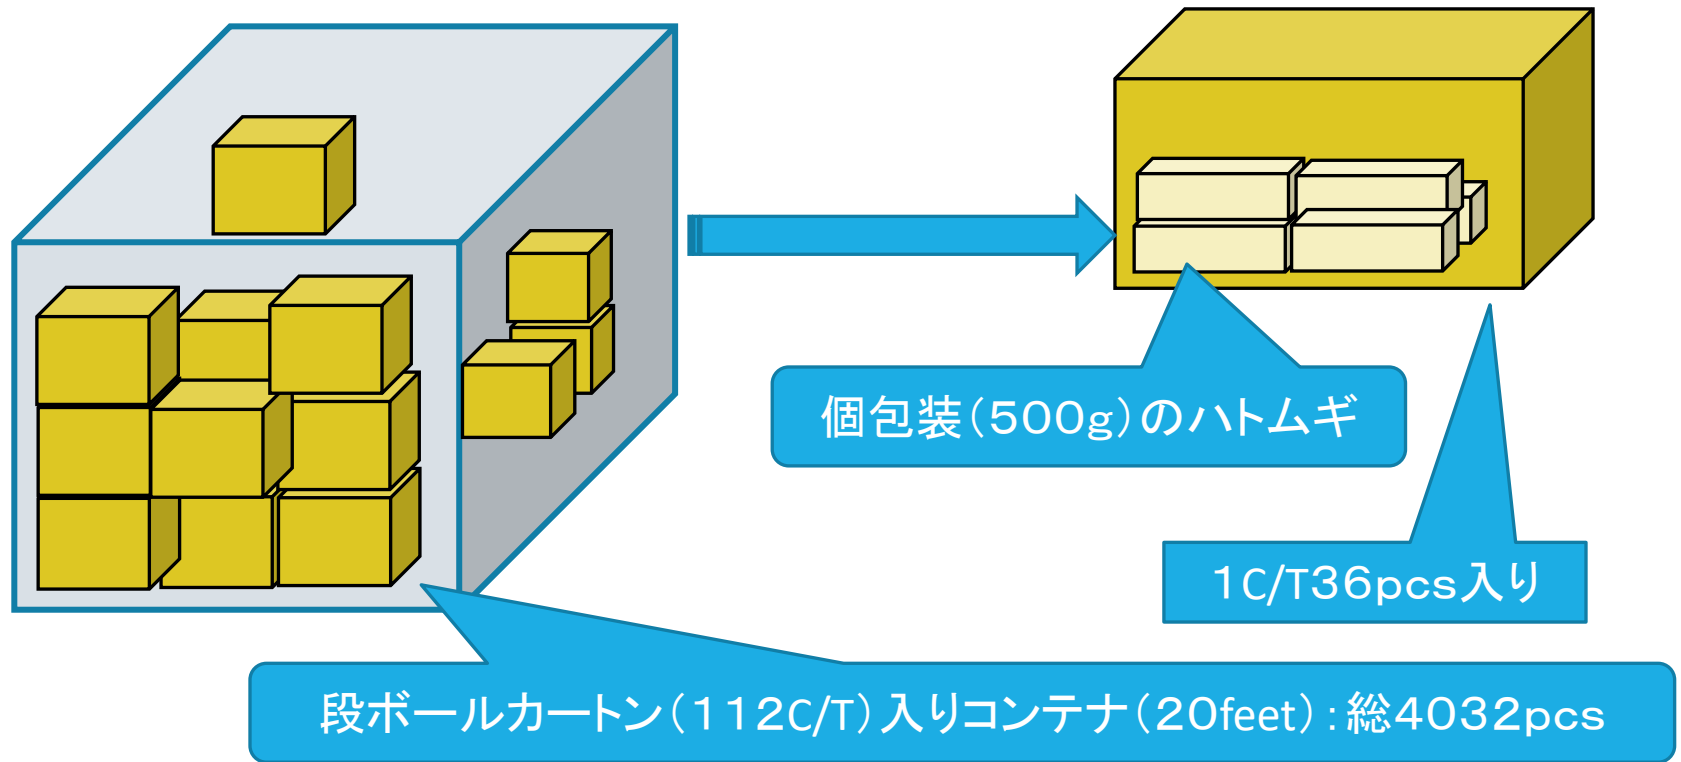 個包装（５００ｇ）のハトムギ
１C/T３６ｐｃｓ入り
段ボールカートン（１１２C/T）入りコンテナ（２０feet）：総４０３２ｐｃｓ